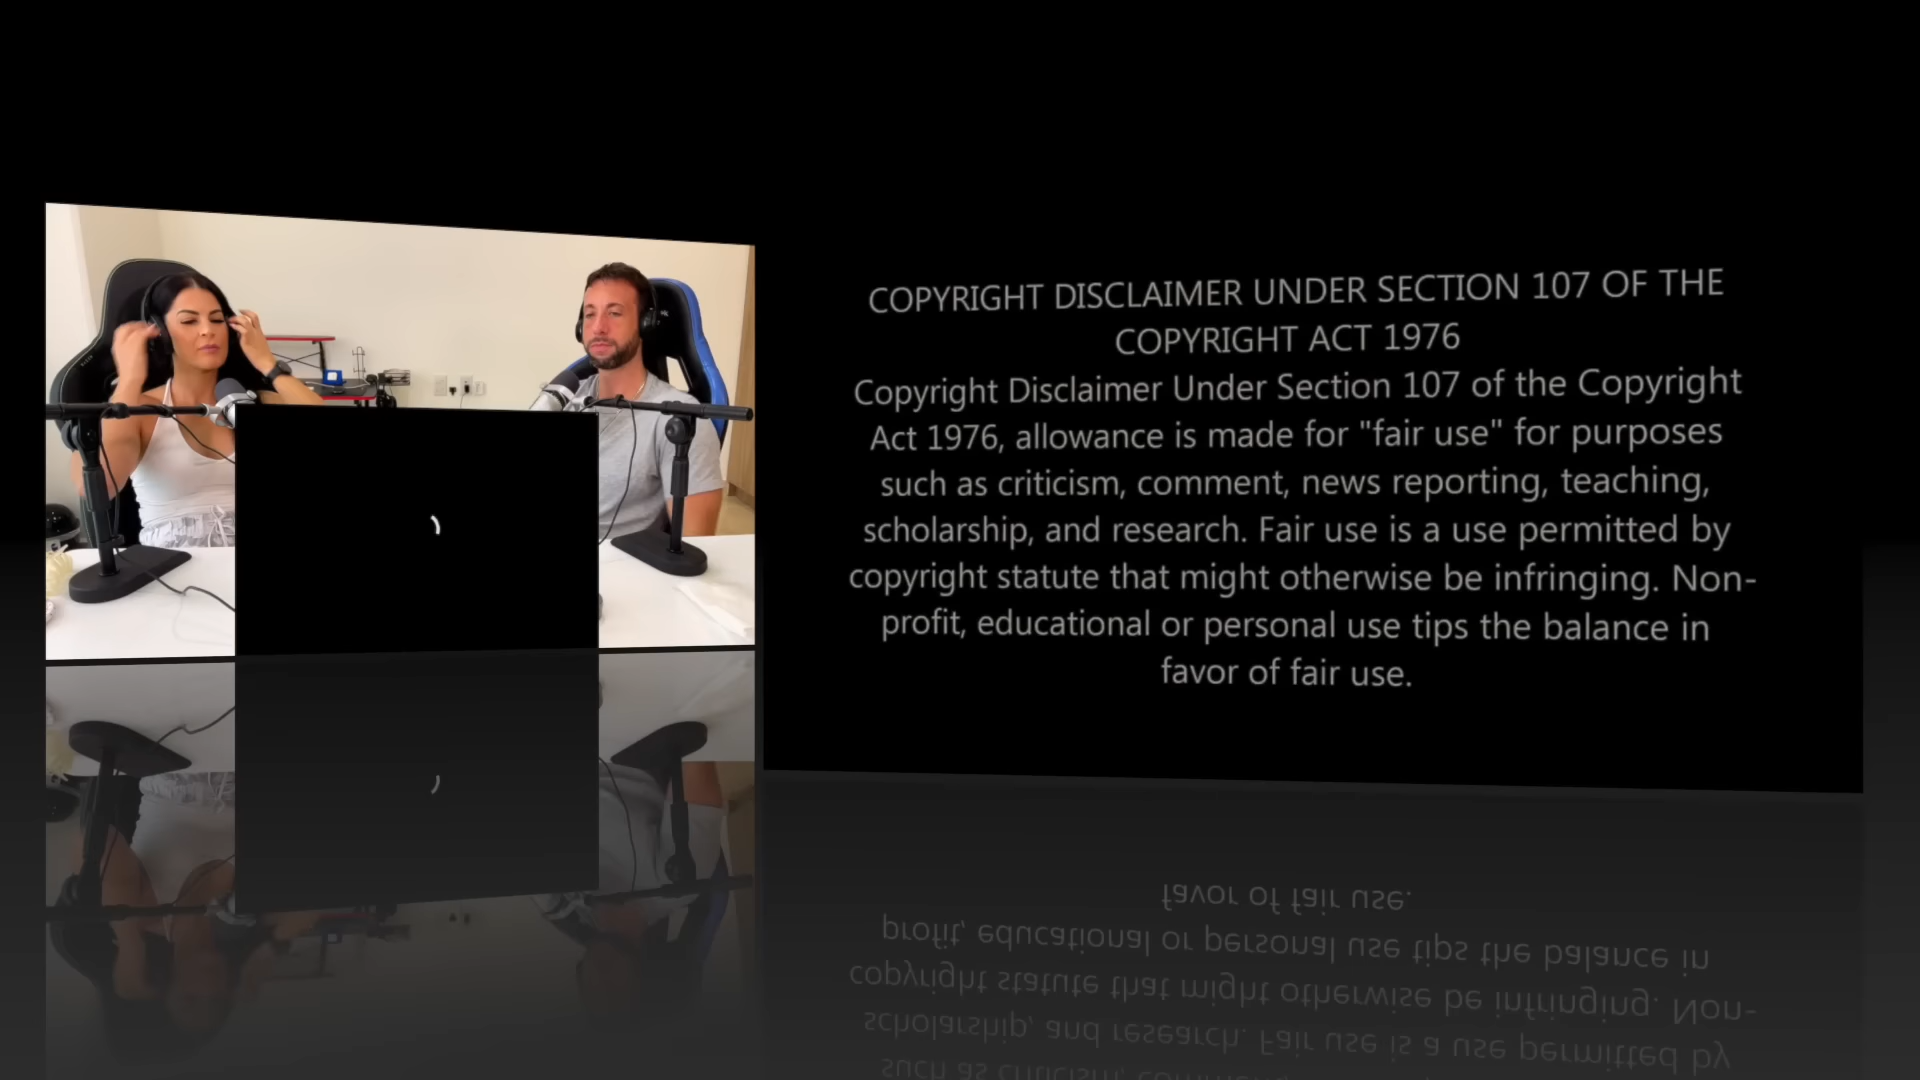 COPYRIGHT DISCLAIMER UNDER SECTION 107 OF THE
COPYRIGHT ACT 1976
Copyright Disclaimer Under Section 107 of the Copyright
Act 1976, allowance is made for "fair use" for purposes
such as criticism, comment, news reporting, teaching,
scholarship, and research. Fair use is a use permitted by
copyright statute that might otherwise be infringing. Non-
profit, educational or personal use tips the balance in
favor of fair use.